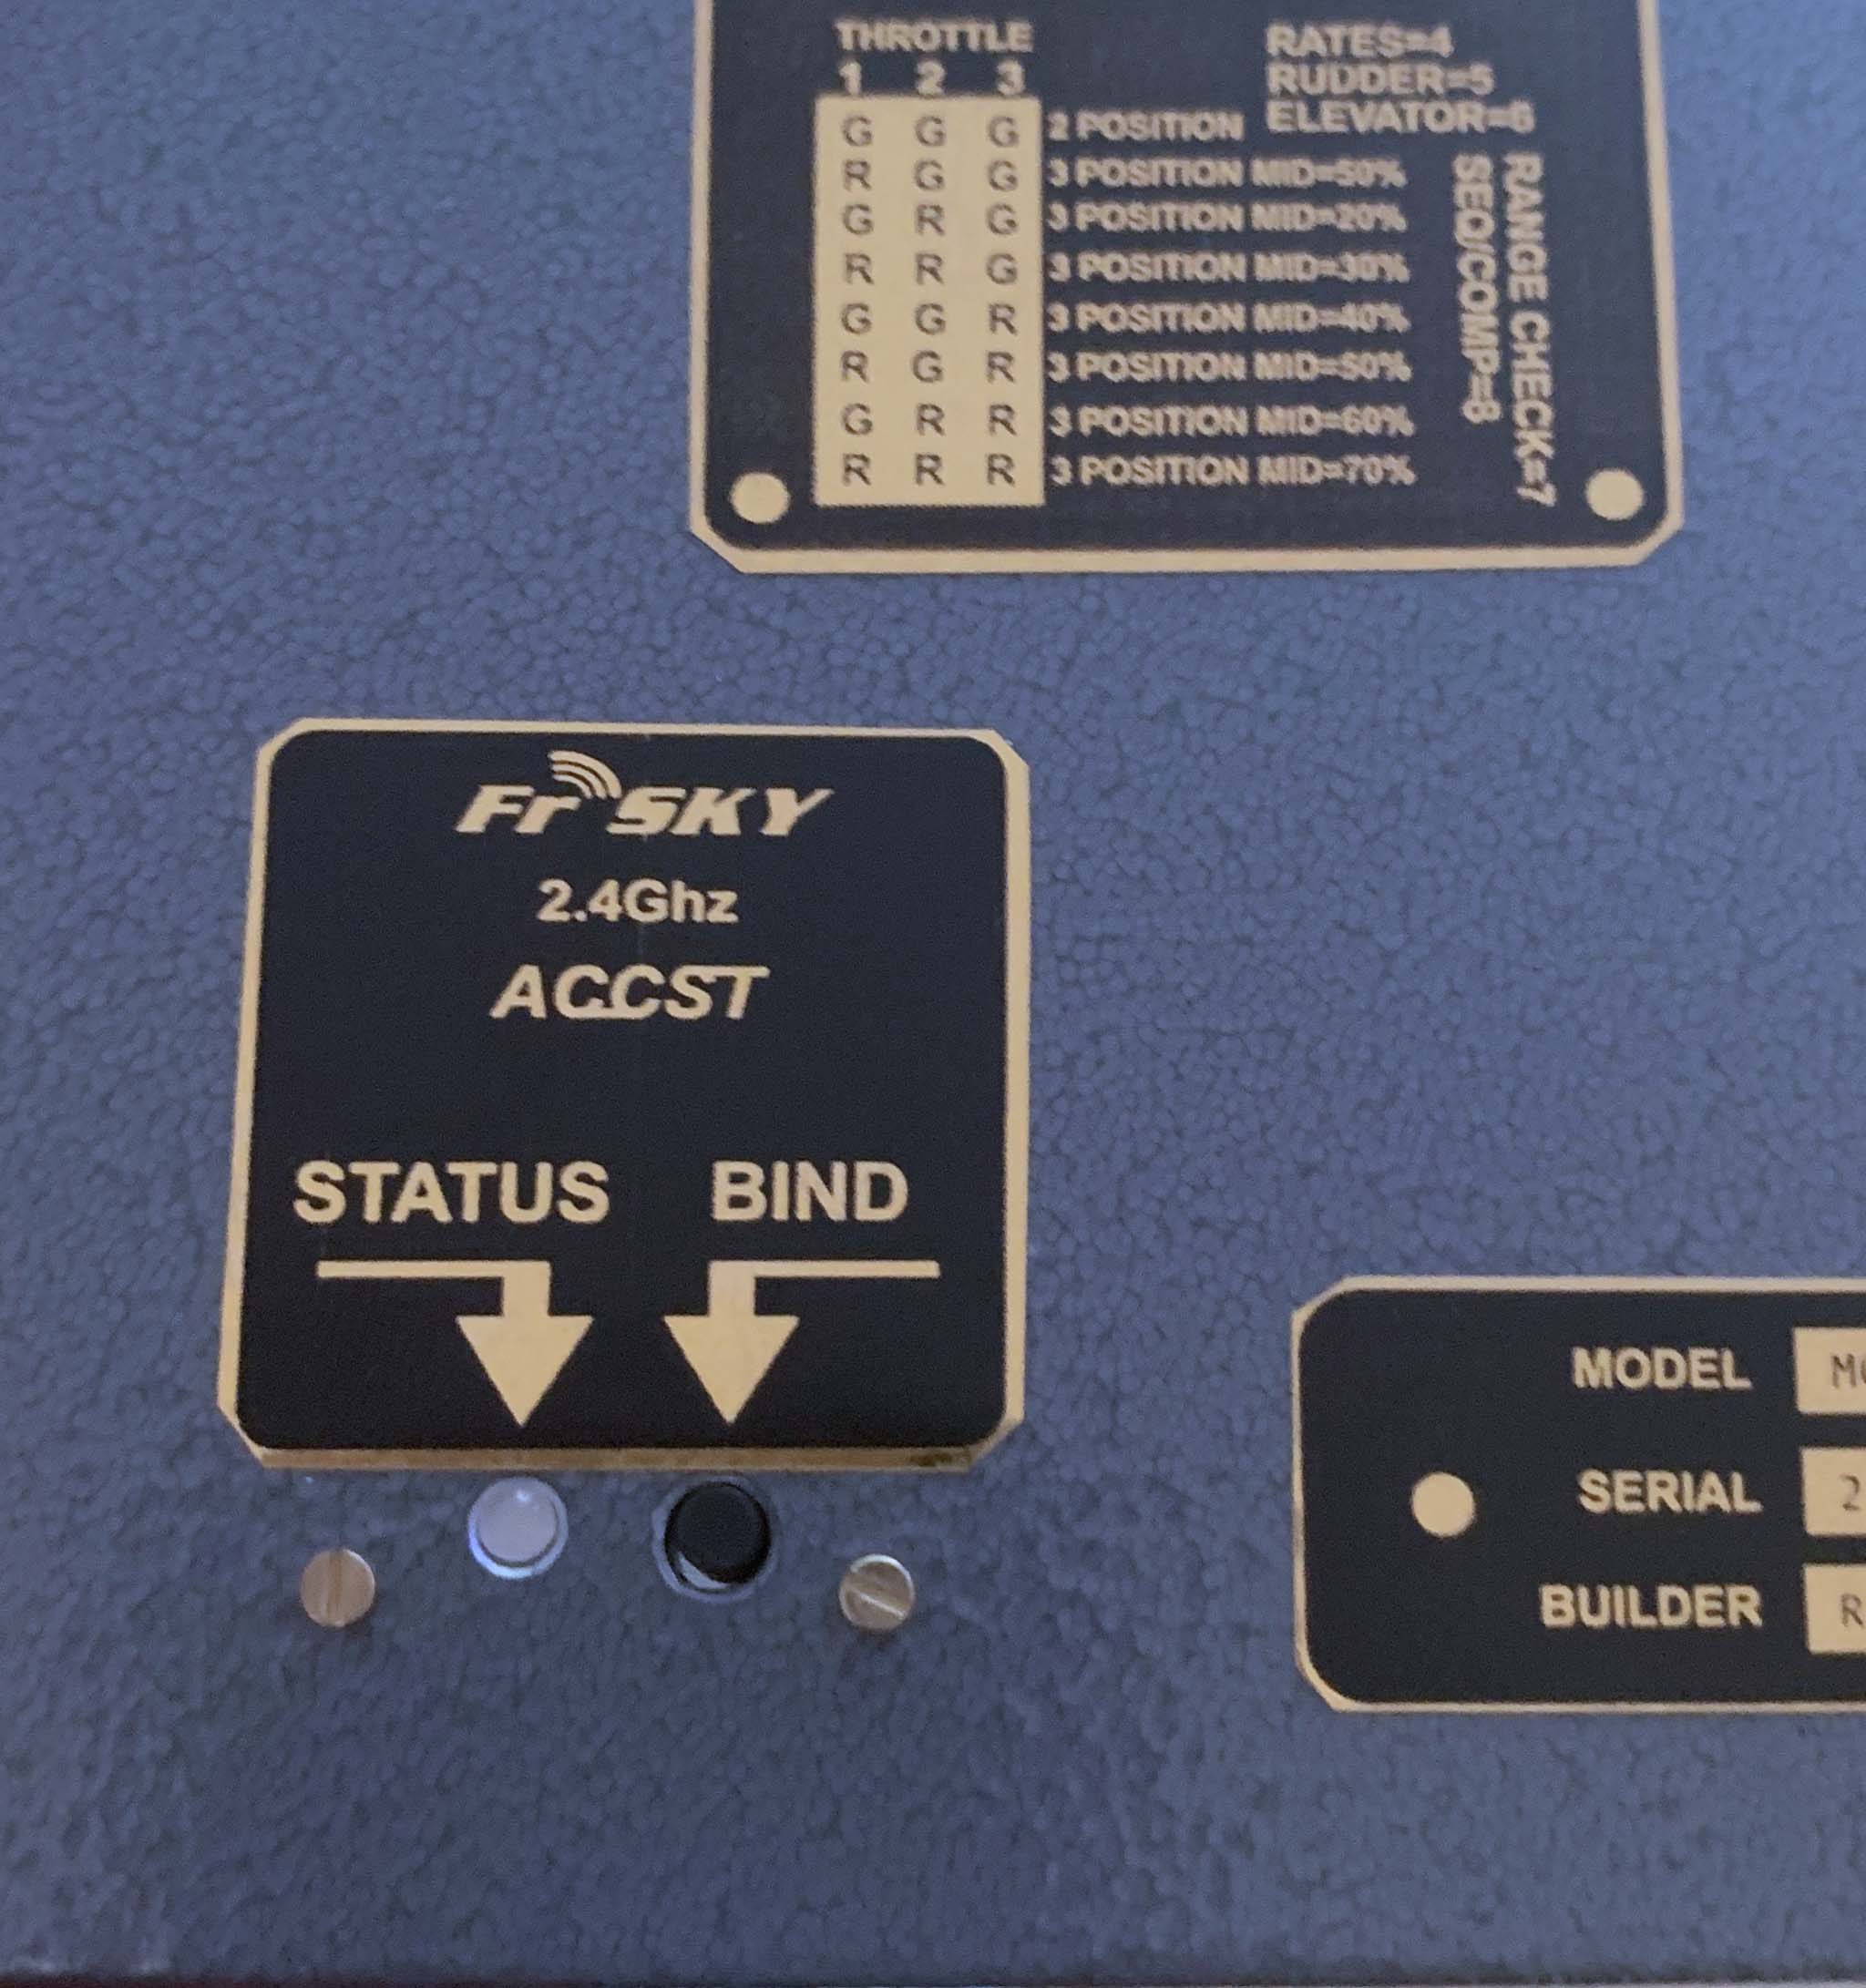 THROTTLE
1 2 3
RATES=4
RUDDER=5
ELEVATOR=6
G G G 2 POSITION
R G G 3 POSITION MID=50%
G R G 3 POSITION MID=20%
R R G 3 POSITION MID=30%
G G R 3 POSITION MID=40%
R G R 3 POSITION MID=50%
G R R 3 POSITION MID=60%
R R R 3 POSITION MID=70%
RANGE CHECK=7
SEQ/COMP=8
FrSKY
2.4Ghz
ACCST
STATUS BIND
MODEL
SERIAL 2
BUILDER R